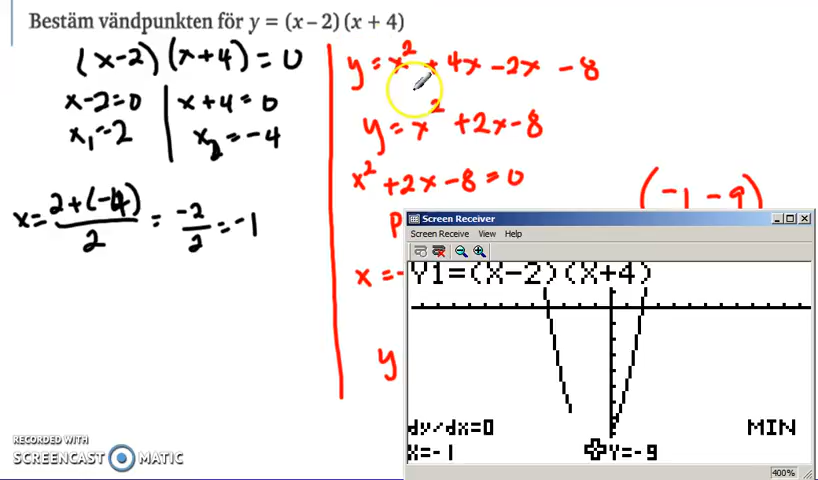 Bestäm vändpunkten för y = (x – 2) (x + 4)
(x-2) (x+4) = 0
x-2=0 | x+4=0
x₁=2 | x₂=-4
x= 2+(-4)/2 = -2/2 = -1
y = x² + 4x - 2x - 8
y = x² + 2x - 8
x² + 2x - 8 = 0
(-1 -9)
P
x = -
y
Screen Receiver
Screen Receiver View Help
Y1=(X-2)(X+4)
dy/dx=0 MIN
X=-1 Y=-9
400%
RECORDED WITH
SCREENCAST MATIC